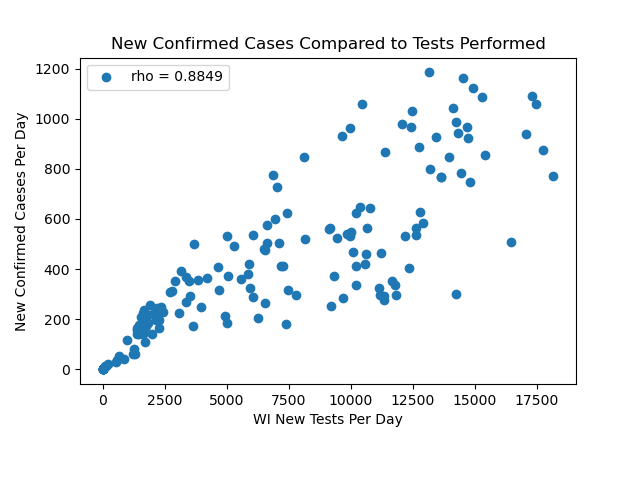 New Confirmed Cases Compared to Tests Performed
rho = 0.8849
New Confirmed Caeses Per Day
1200
1000
800
600
400
200
0
0 2500 5000 7500 10000 12500 15000 17500
WI New Tests Per Day